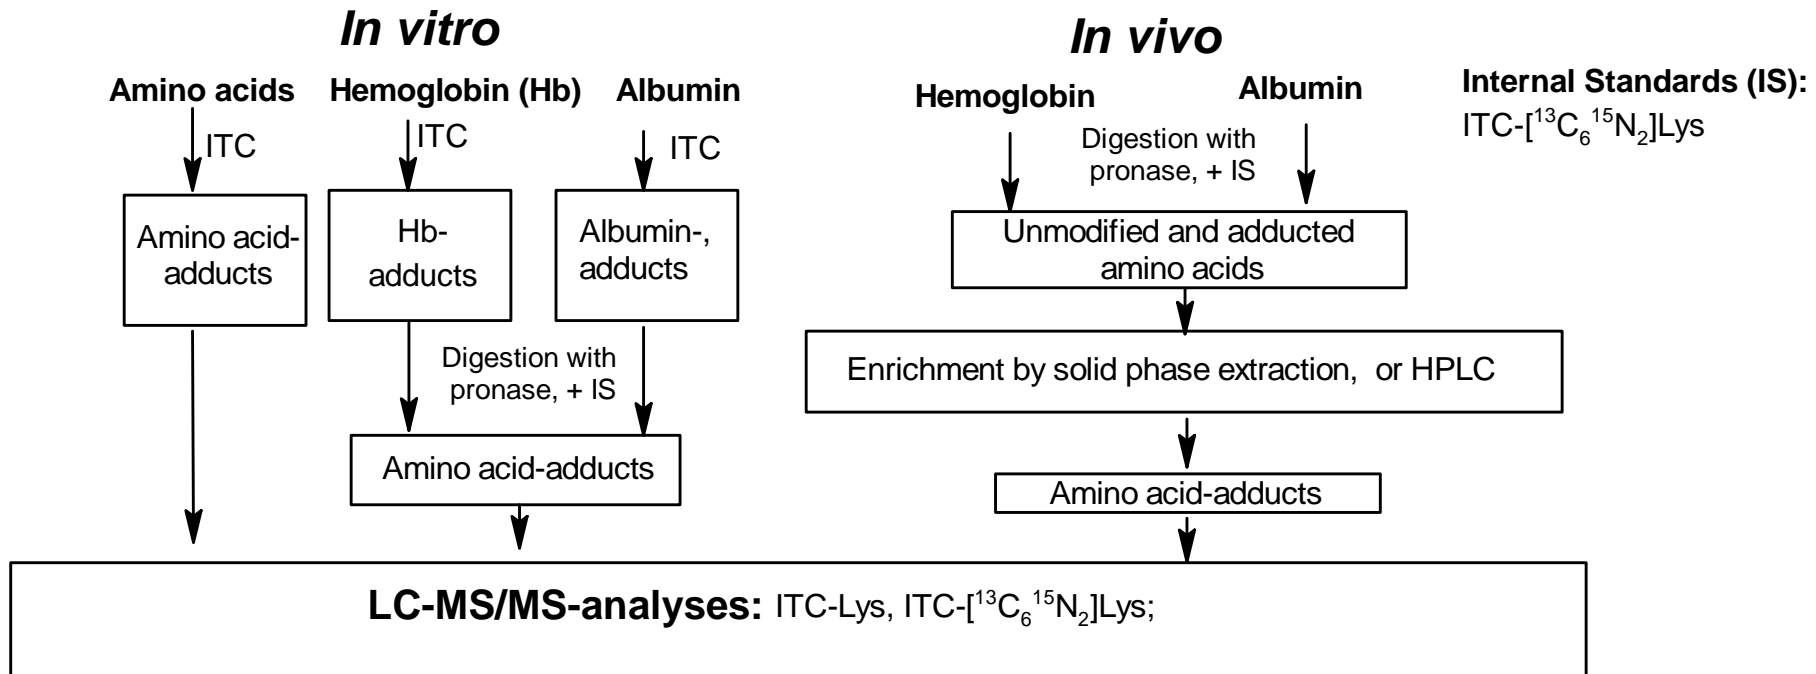 In vitro
Amino acids
Hemoglobin (Hb)
Albumin
ITC
ITC
ITC
Amino acid-
adducts
Hb-
adducts
Albumin-,
adducts
Digestion with
pronase, + IS
Amino acid-adducts
In vivo
Hemoglobin
Albumin
Digestion with
pronase, + IS
Unmodified and adducted
amino acids
Enrichment by solid phase extraction, or HPLC
Amino acid-adducts
Internal Standards (IS):
ITC-[¹³C₆¹⁵N₂]Lys
LC-MS/MS-analyses: ITC-Lys, ITC-[¹³C₆¹⁵N₂]Lys;